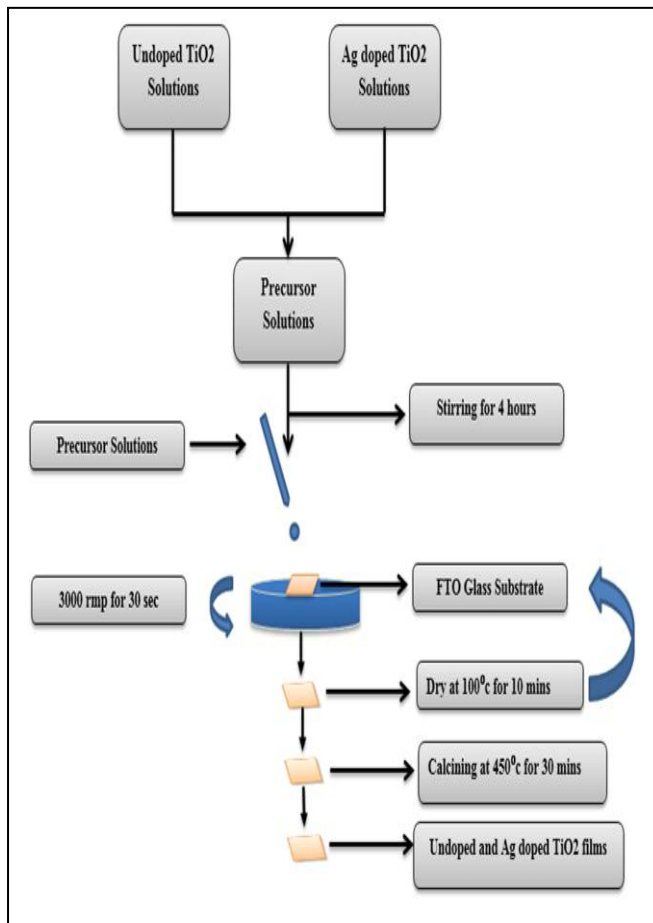 Undoped TiO2
Solutions
Ag doped TiO2
Solutions
Precursor
Solutions
Stirring for 4 hours
Precursor Solutions
3000 rmp for 30 sec
FTO Glass Substrate
Dry at 100⁰c for 10 mins
Calcining at 450⁰c for 30 mins
Undoped and Ag doped TiO2 films